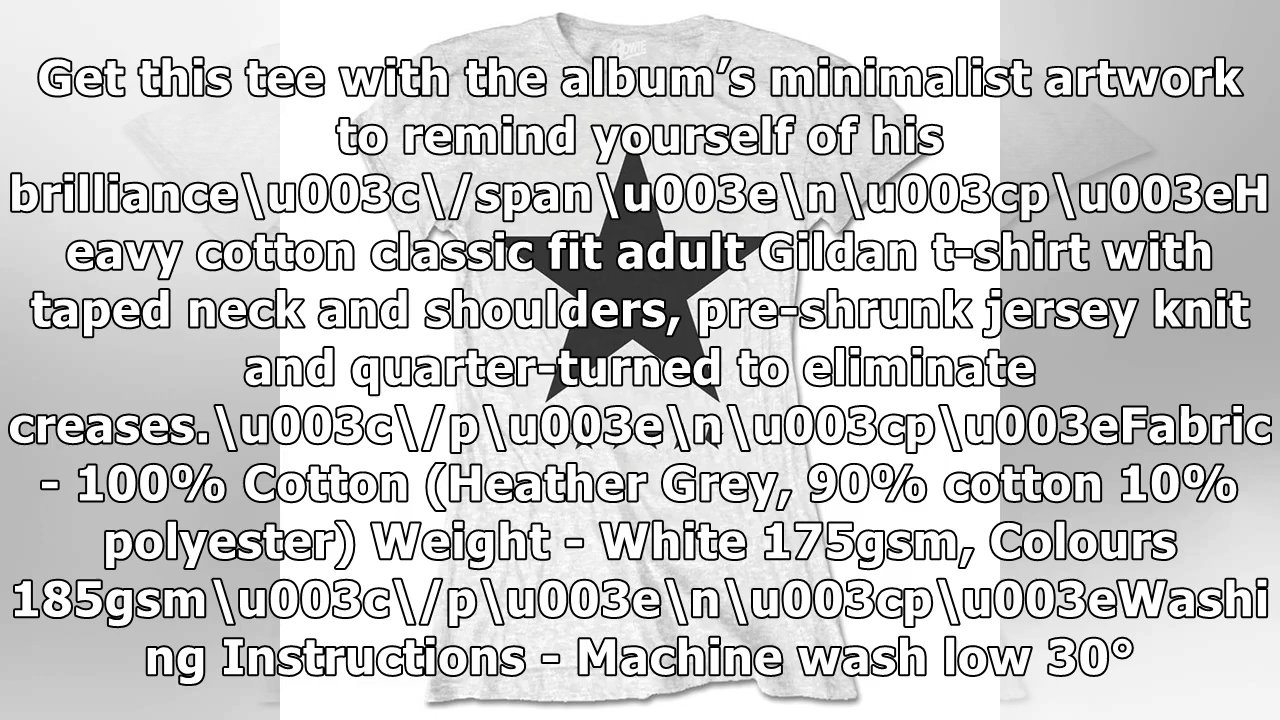 BOWIE
Get this tee with the album’s minimalist artwork
to remind yourself of his
brilliance\u003c\/span\u003e\n\u003cp\u003eH
eavy cotton classic fit adult Gildan t-shirt with
taped neck and shoulders, pre-shrunk jersey knit
and quarter-turned to eliminate
creases.\u003c\/p\u003e\n\u003cp\u003eFabric
- 100% Cotton (Heather Grey, 90% cotton 10%
polyester) Weight - White 175gsm, Colours
185gsm\u003c\/p\u003e\n\u003cp\u003eWashi
ng Instructions - Machine wash low 30°